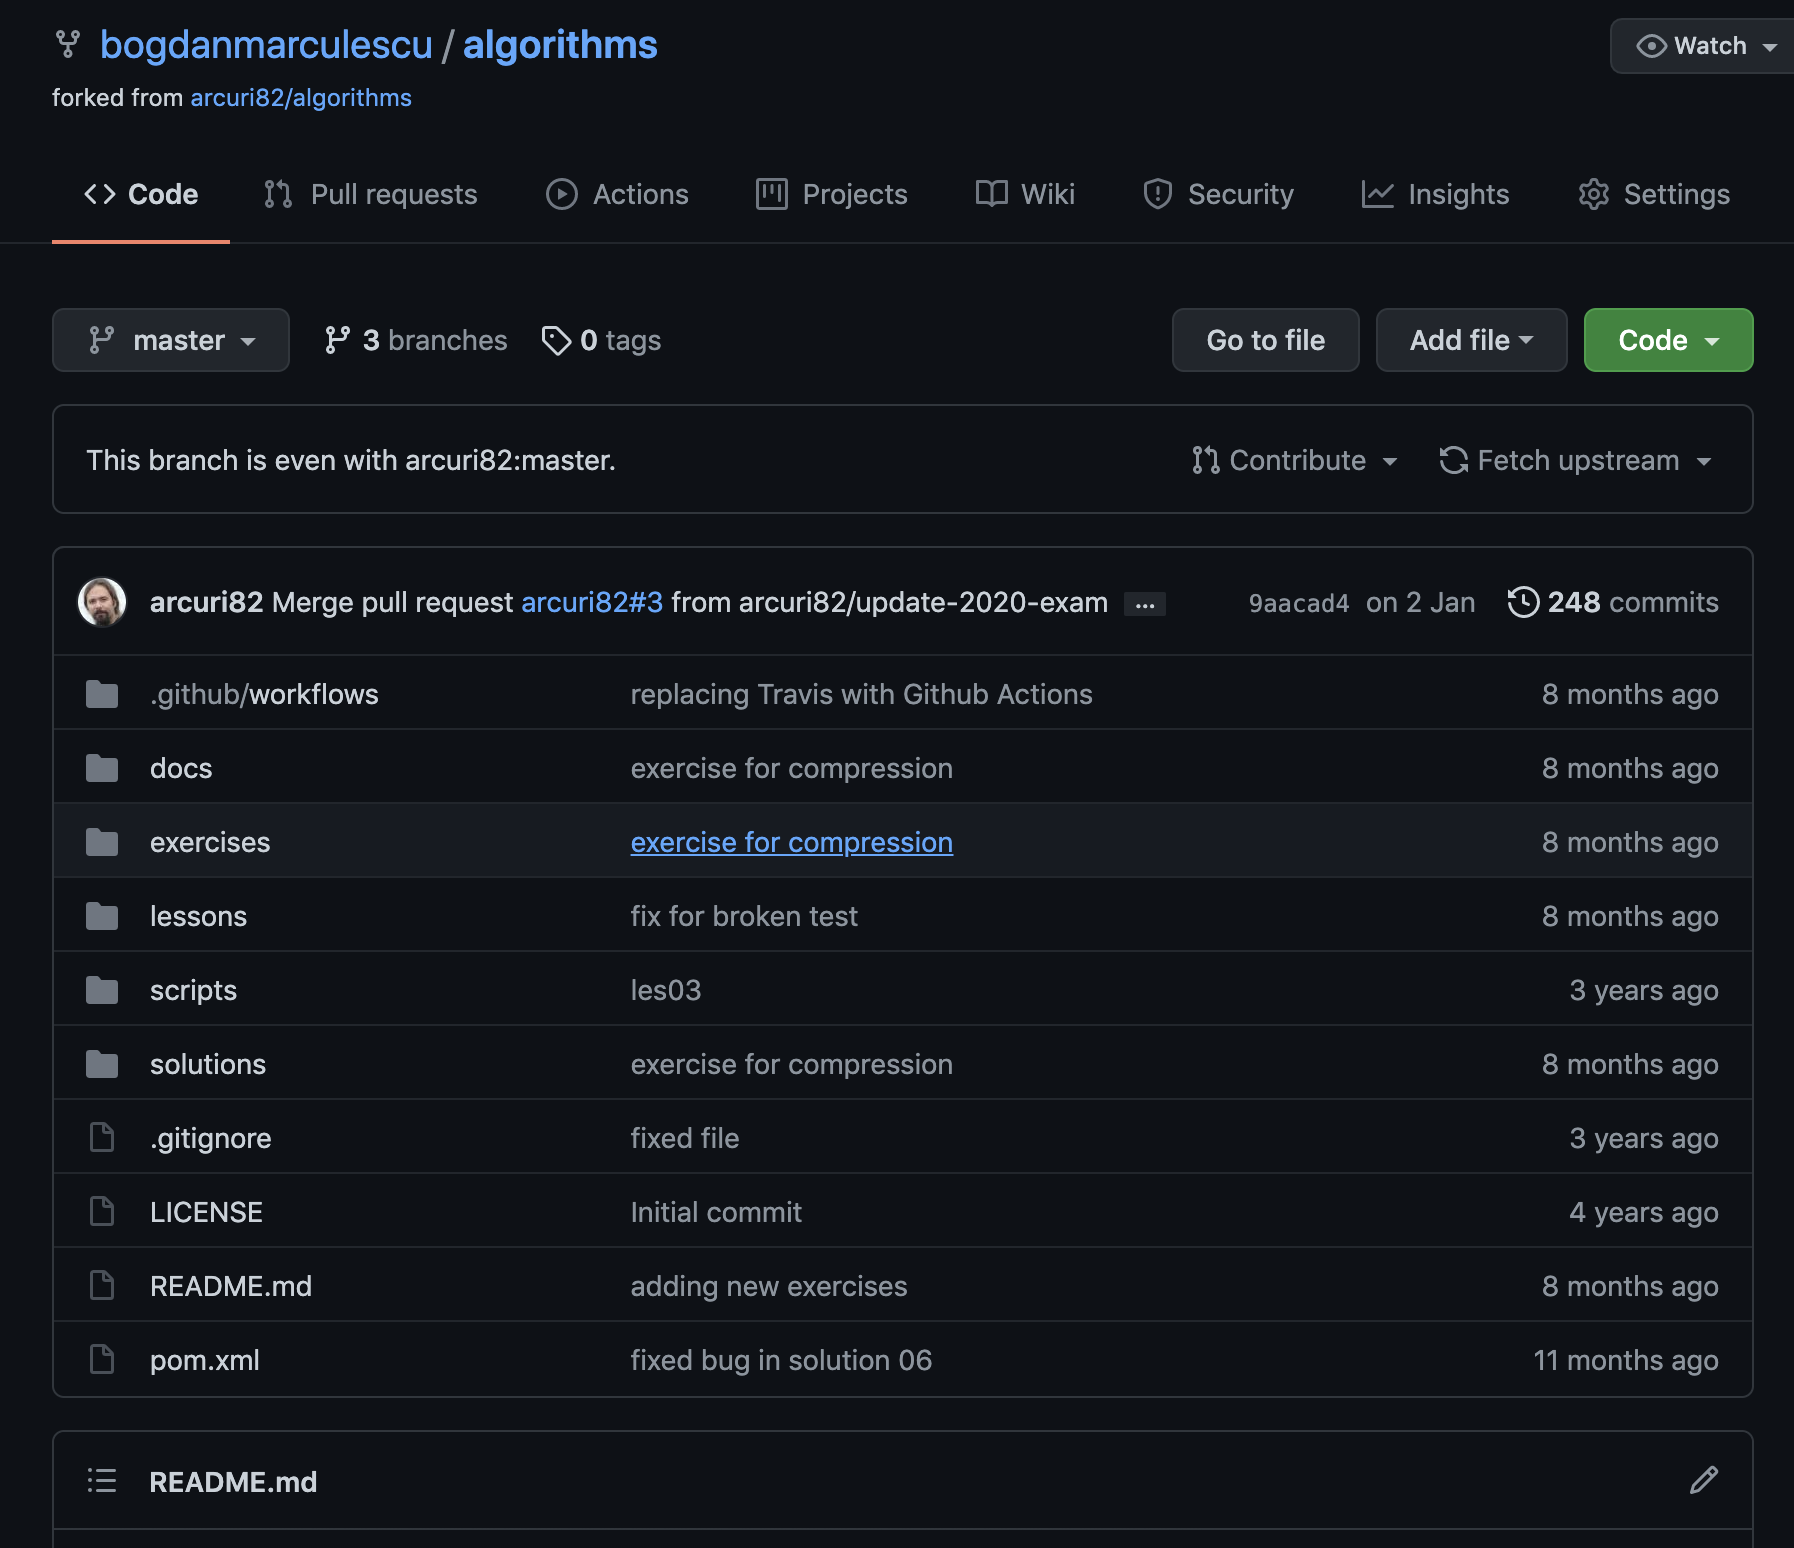 bogdanmarculescu / algorithms
Watch
forked from arcuri82/algorithms
Code Pull requests Actions Projects Wiki Security Insights Settings
master 3 branches 0 tags Go to file Add file Code
This branch is even with arcuri82:master. Contribute Fetch upstream
arcuri82 Merge pull request arcuri82#3 from arcuri82/update-2020-exam ... 9aacad4 on 2 Jan 248 commits
.github/workflows replacing Travis with Github Actions 8 months ago
docs exercise for compression 8 months ago
exercises exercise for compression 8 months ago
lessons fix for broken test 8 months ago
scripts les03 3 years ago
solutions exercise for compression 8 months ago
.gitignore fixed file 3 years ago
LICENSE Initial commit 4 years ago
README.md adding new exercises 8 months ago
pom.xml fixed bug in solution 06 11 months ago
README.md